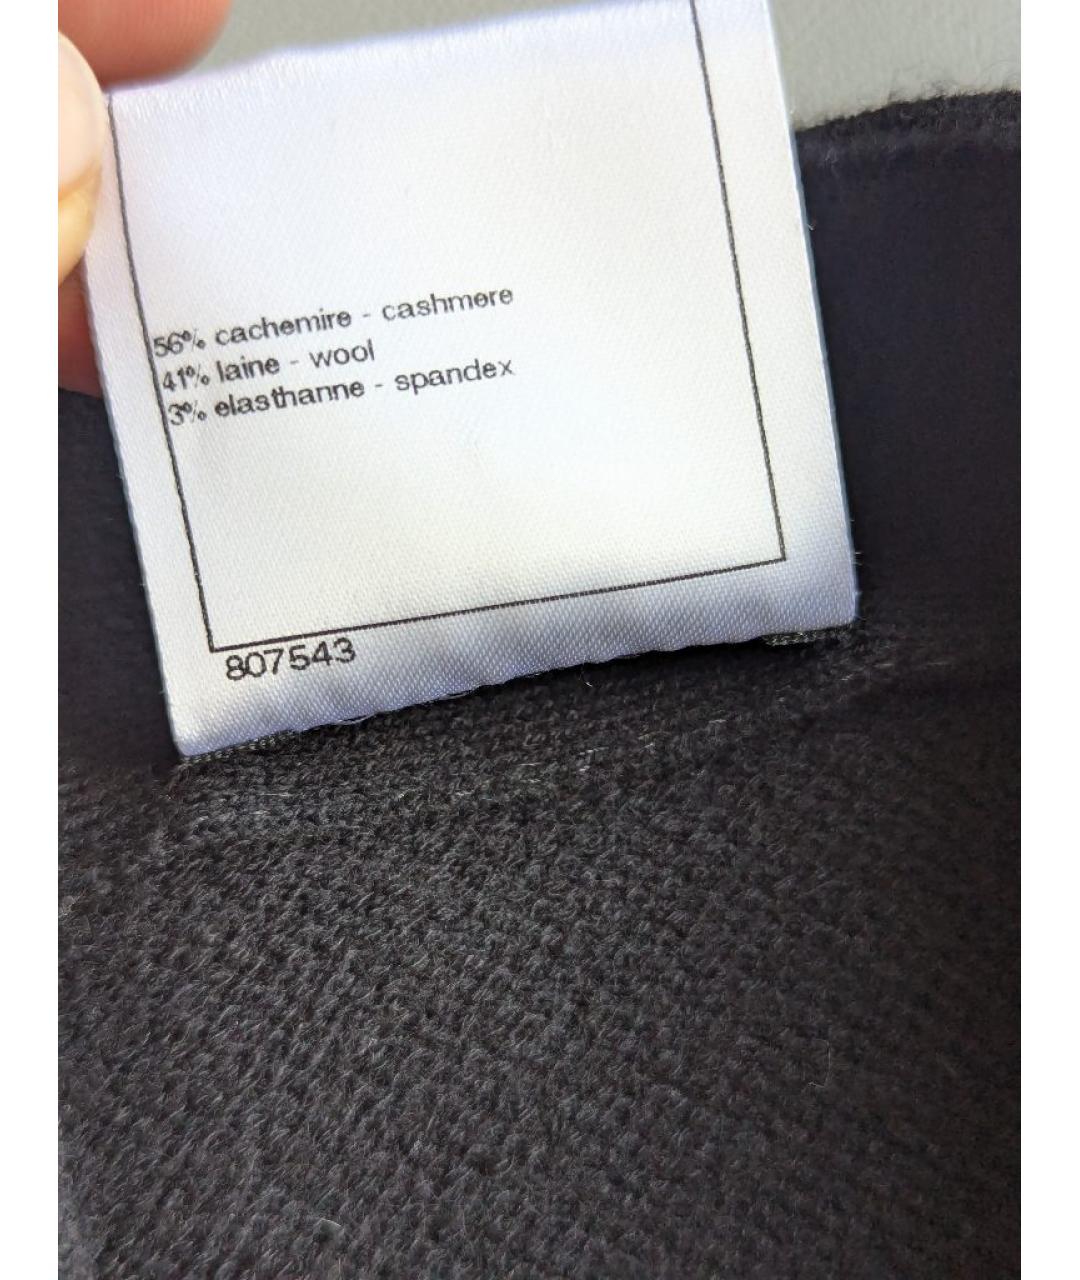 56% cachemire - cashmere
41% laine - wool
3% elasthanne - spandex
807543